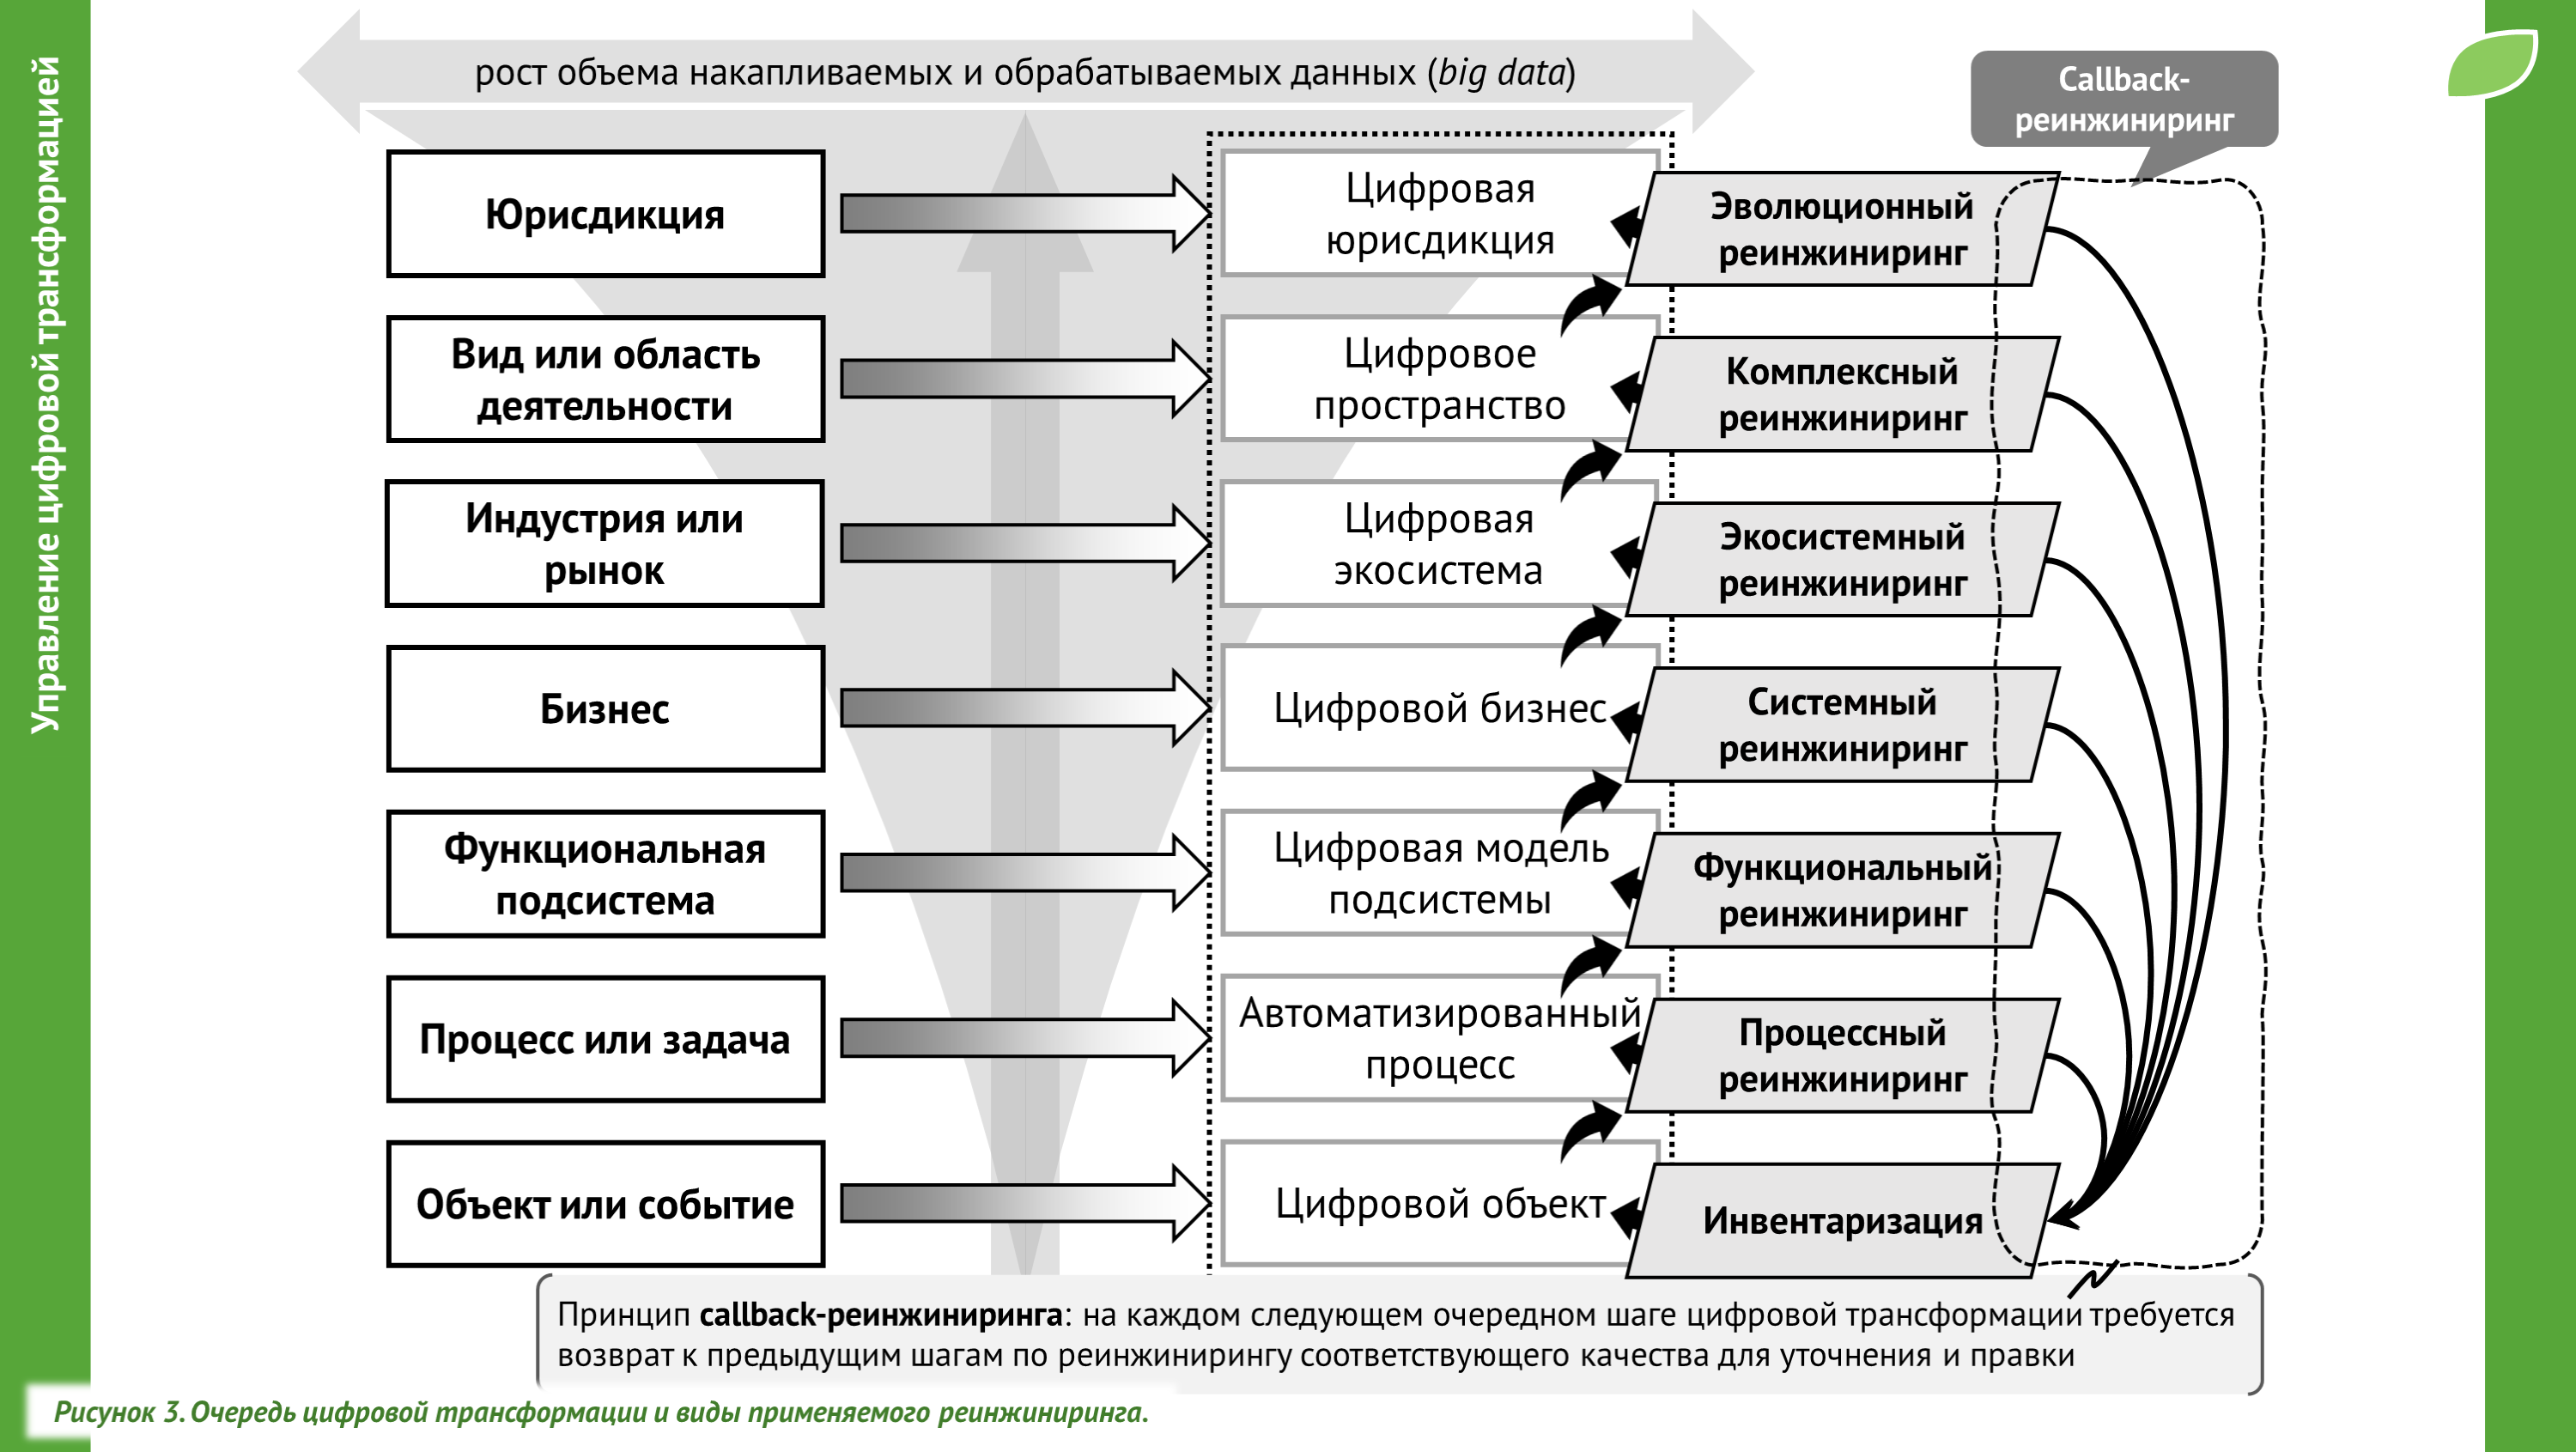 Управление цифровой трансформацией
рост объема накапливаемых и обрабатываемых данных (big data)
Callback-
реинжиниринг
Юрисдикция
Цифровая
юрисдикция
Эволюционный
реинжиниринг
Вид или область
деятельности
Цифровое
пространство
Комплексный
реинжиниринг
Индустрия или
рынок
Цифровая
экосистема
Экосистемный
реинжиниринг
Бизнес
Цифровой бизнес
Системный
реинжиниринг
Функциональная
подсистема
Цифровая модель
подсистемы
Функциональный
реинжиниринг
Процесс или задача
Автоматизированный
процесс
Процессный
реинжиниринг
Объект или событие
Цифровой объект
Инвентаризация
Принцип callback-реинжиниринга: на каждом следующем очередном шаге цифровой трансформации требуется
возврат к предыдущим шагам по реинжинирингу соответствующего качества для уточнения и правки
Рисунок 3. Очередь цифровой трансформации и виды применяемого реинжиниринга.